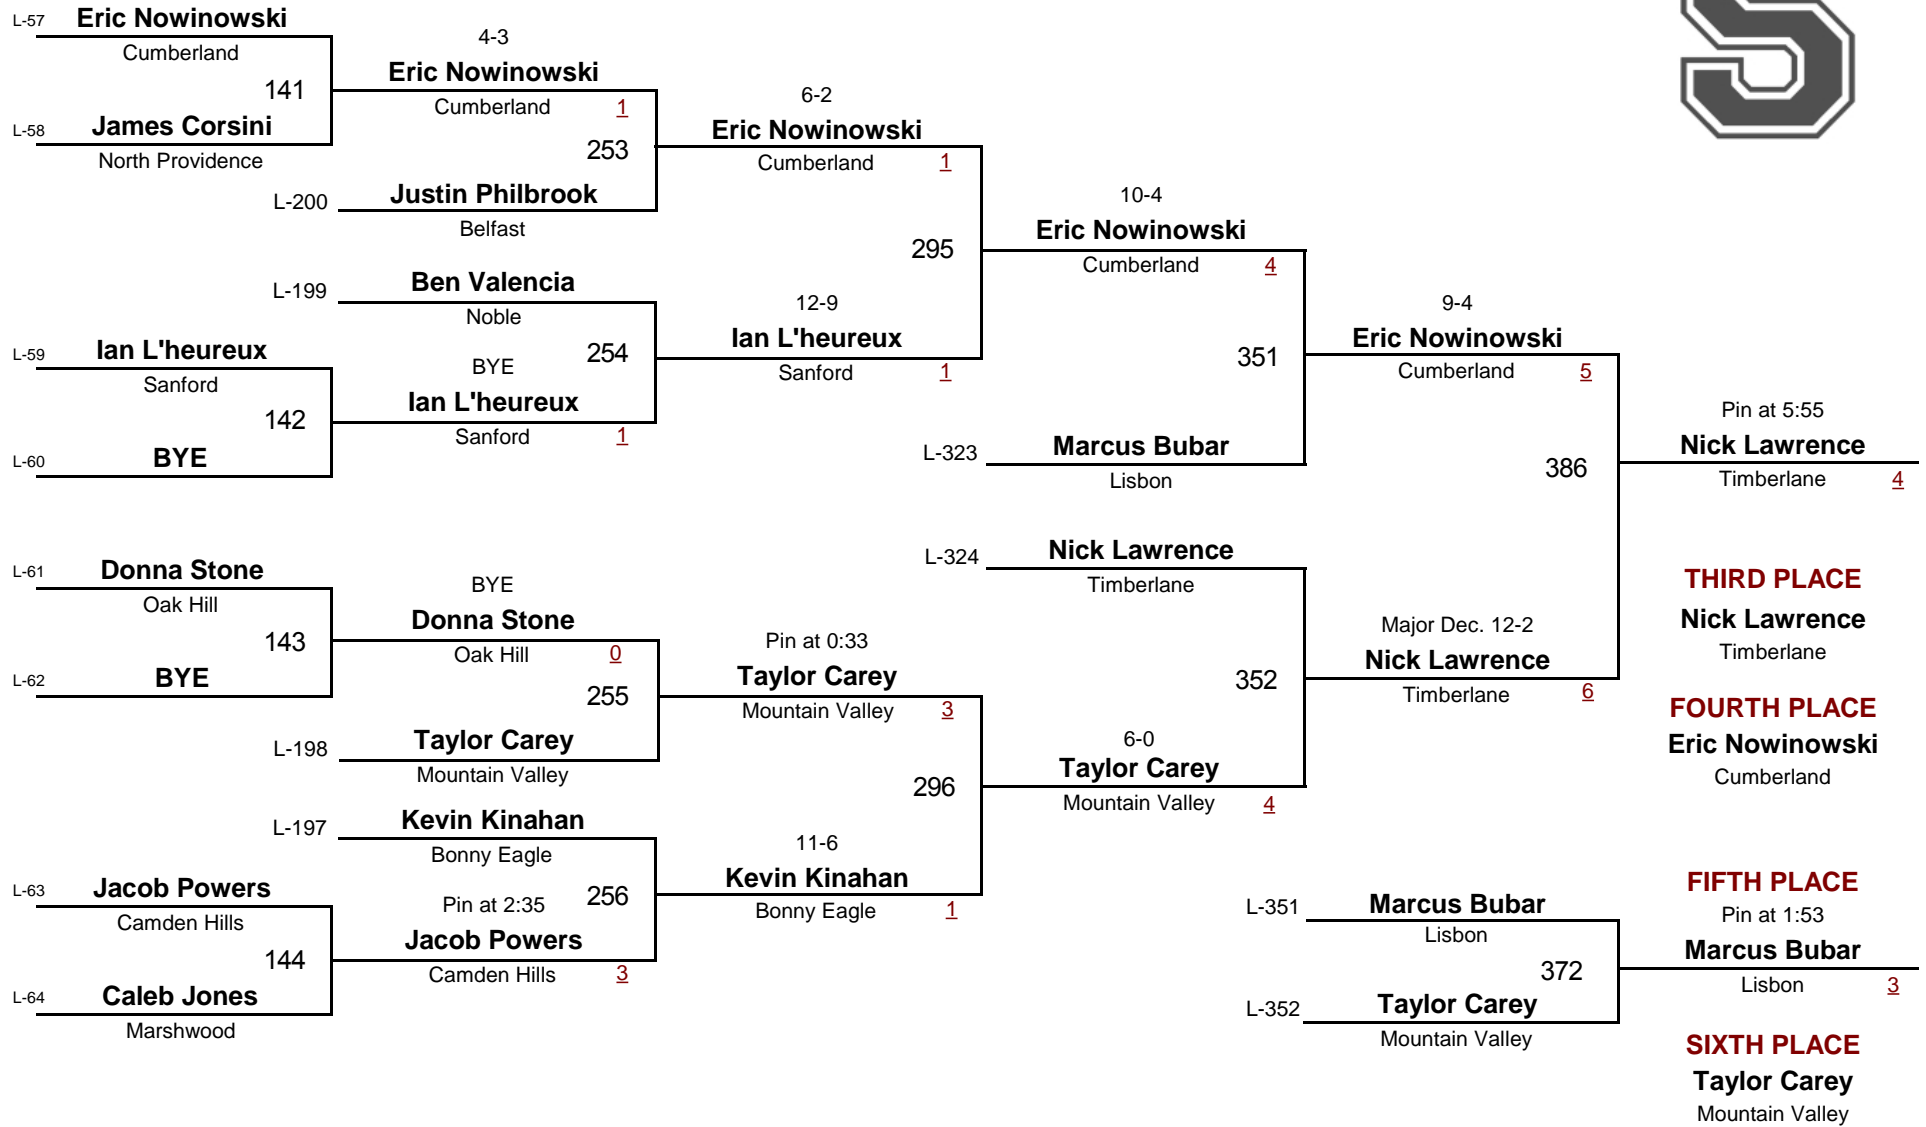 L-57 Eric Nowinowski
Cumberland
141
L-58 James Corsini
North Providence
4-3
Eric Nowinowski
Cumberland 1
253
L-200 Justin Philbrook
Belfast
6-2
Eric Nowinowski
Cumberland 1
L-199 Ben Valencia
Noble
L-59 Ian L'heureux
Sanford
142
L-60 BYE
BYE
254
Ian L'heureux
Sanford 1
12-9
Ian L'heureux
Sanford 1
295
10-4
Eric Nowinowski
Cumberland 4
351
L-323 Marcus Bubar
Lisbon
9-4
Eric Nowinowski
Cumberland 5
386
L-61 Donna Stone
Oak Hill
143
L-62 BYE
BYE
Donna Stone
Oak Hill 0
255
L-198 Taylor Carey
Mountain Valley
Pin at 0:33
Taylor Carey
Mountain Valley 3
L-197 Kevin Kinahan
Bonny Eagle
L-63 Jacob Powers
Camden Hills
144
L-64 Caleb Jones
Marshwood
Pin at 2:35
256
Jacob Powers
Camden Hills 3
11-6
Kevin Kinahan
Bonny Eagle 1
296
L-324 Nick Lawrence
Timberlane
352
6-0
Taylor Carey
Mountain Valley 4
Major Dec. 12-2
Nick Lawrence
Timberlane 6
Pin at 5:55
Nick Lawrence
Timberlane 4
THIRD PLACE
Nick Lawrence
Timberlane
FOURTH PLACE
Eric Nowinowski
Cumberland
L-351 Marcus Bubar
Lisbon
372
L-352 Taylor Carey
Mountain Valley
FIFTH PLACE
Pin at 1:53
Marcus Bubar
Lisbon 3
SIXTH PLACE
Taylor Carey
Mountain Valley
S